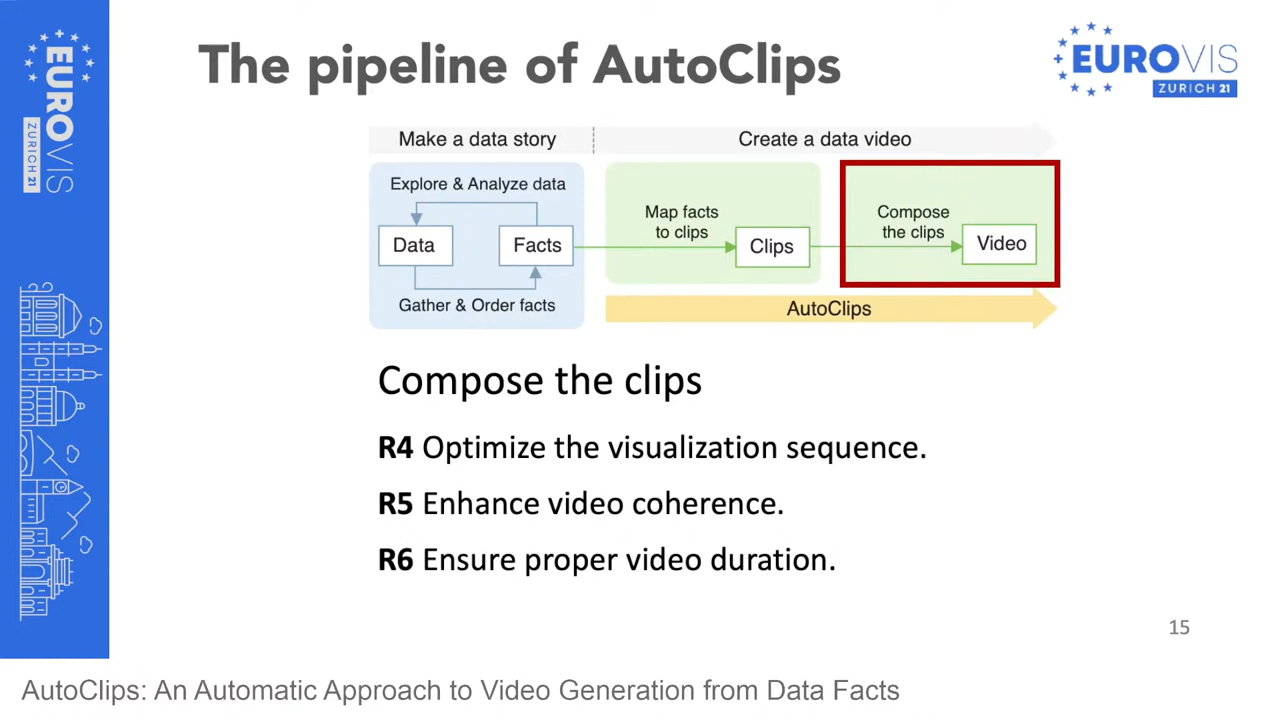 EUROVIS
ZURICH 21
The pipeline of AutoClips
EUROVIS
ZURICH 21
Make a data story
Create a data video
Explore & Analyze data
Data
Facts
Gather & Order facts
Map facts
to clips
Clips
Compose
the clips
Video
AutoClips
Compose the clips
R4 Optimize the visualization sequence.
R5 Enhance video coherence.
R6 Ensure proper video duration.
15
AutoClips: An Automatic Approach to Video Generation from Data Facts